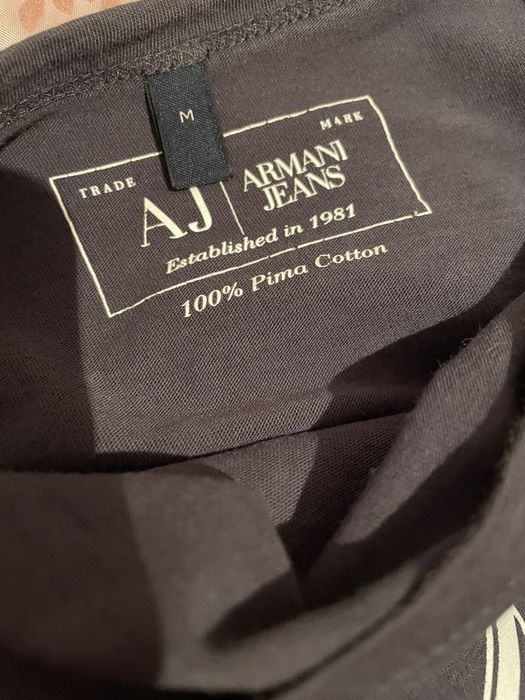 M
TRADE MARK
AJ ARMANI
JEANS
Established in 1981
100% Pima Cotton